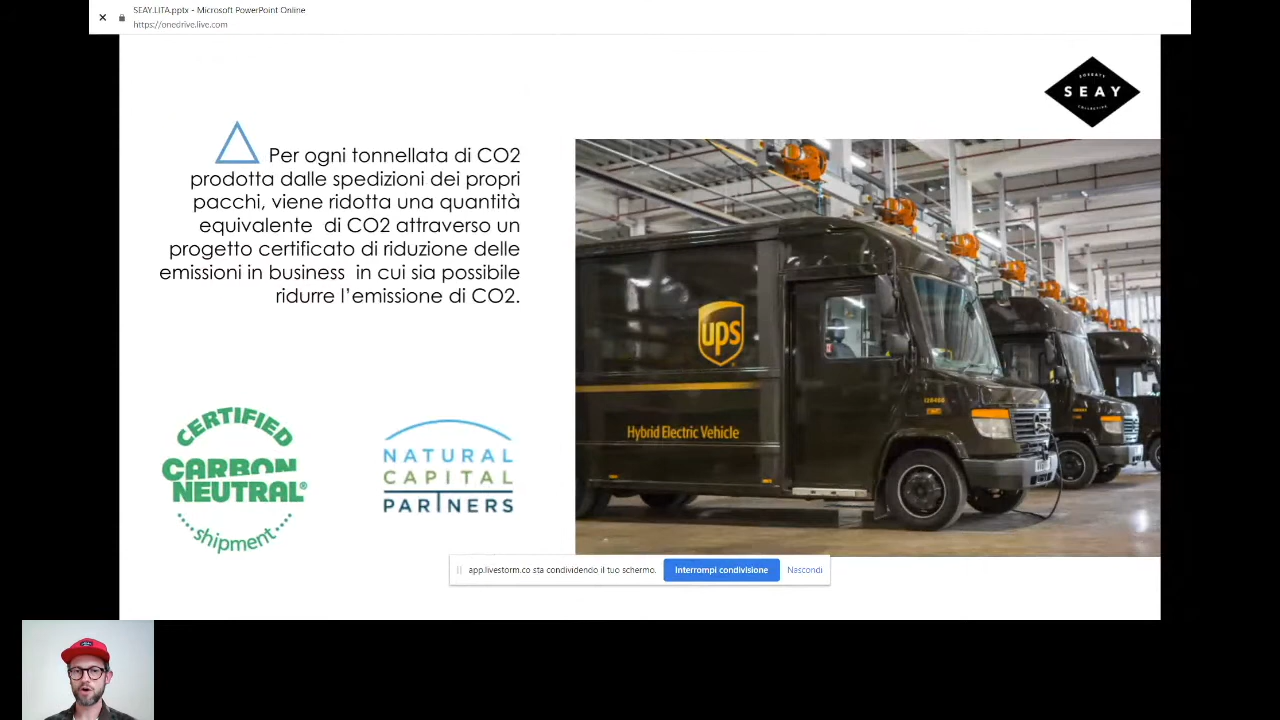 SEAY.LITA.pptx - Microsoft PowerPoint Online
https://onedrive.live.com
SORBATTI
SEAY
COLLECTIVE
Per ogni tonnellata di CO2
prodotta dalle spedizioni dei propri
pacchi, viene ridotta una quantità
equivalente  di CO2 attraverso un
progetto certificato di riduzione delle
emissioni in business  in cui sia possibile
ridurre l’emissione di CO2.
ups
Hybrid Electric Vehicle
CERTIFIED
CARBON
NEUTRAL®
shipment
NATURAL
CAPITAL
PARTNERS
app.livestorm.co sta condividendo il tuo schermo.
Interrompi condivisione
Nascondi